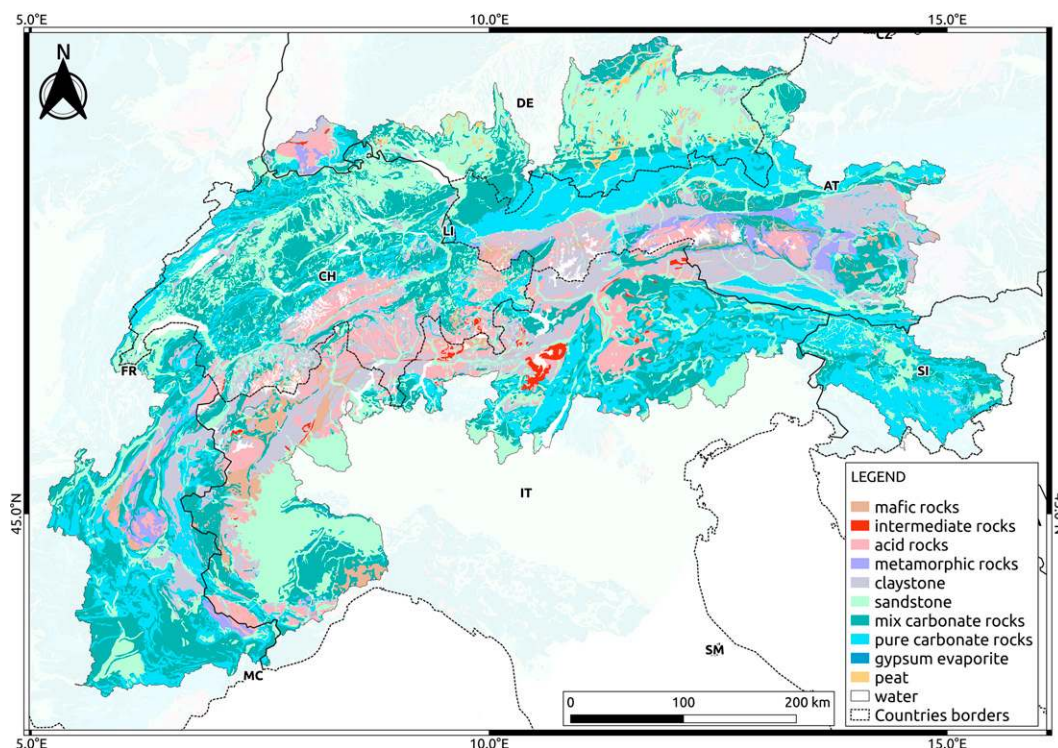 5.0°E 10.0°E 15.0°E
N
CZ
DE
AT
LI
CH
FR
SI
45.0°N
IT
SM
MC
LEGEND
mafic rocks
intermediate rocks
acid rocks
metamorphic rocks
claystone
sandstone
mix carbonate rocks
pure carbonate rocks
gypsum evaporite
peat
water
Countries borders
0 100 200 km
5.0°E 10.0°E 15.0°E